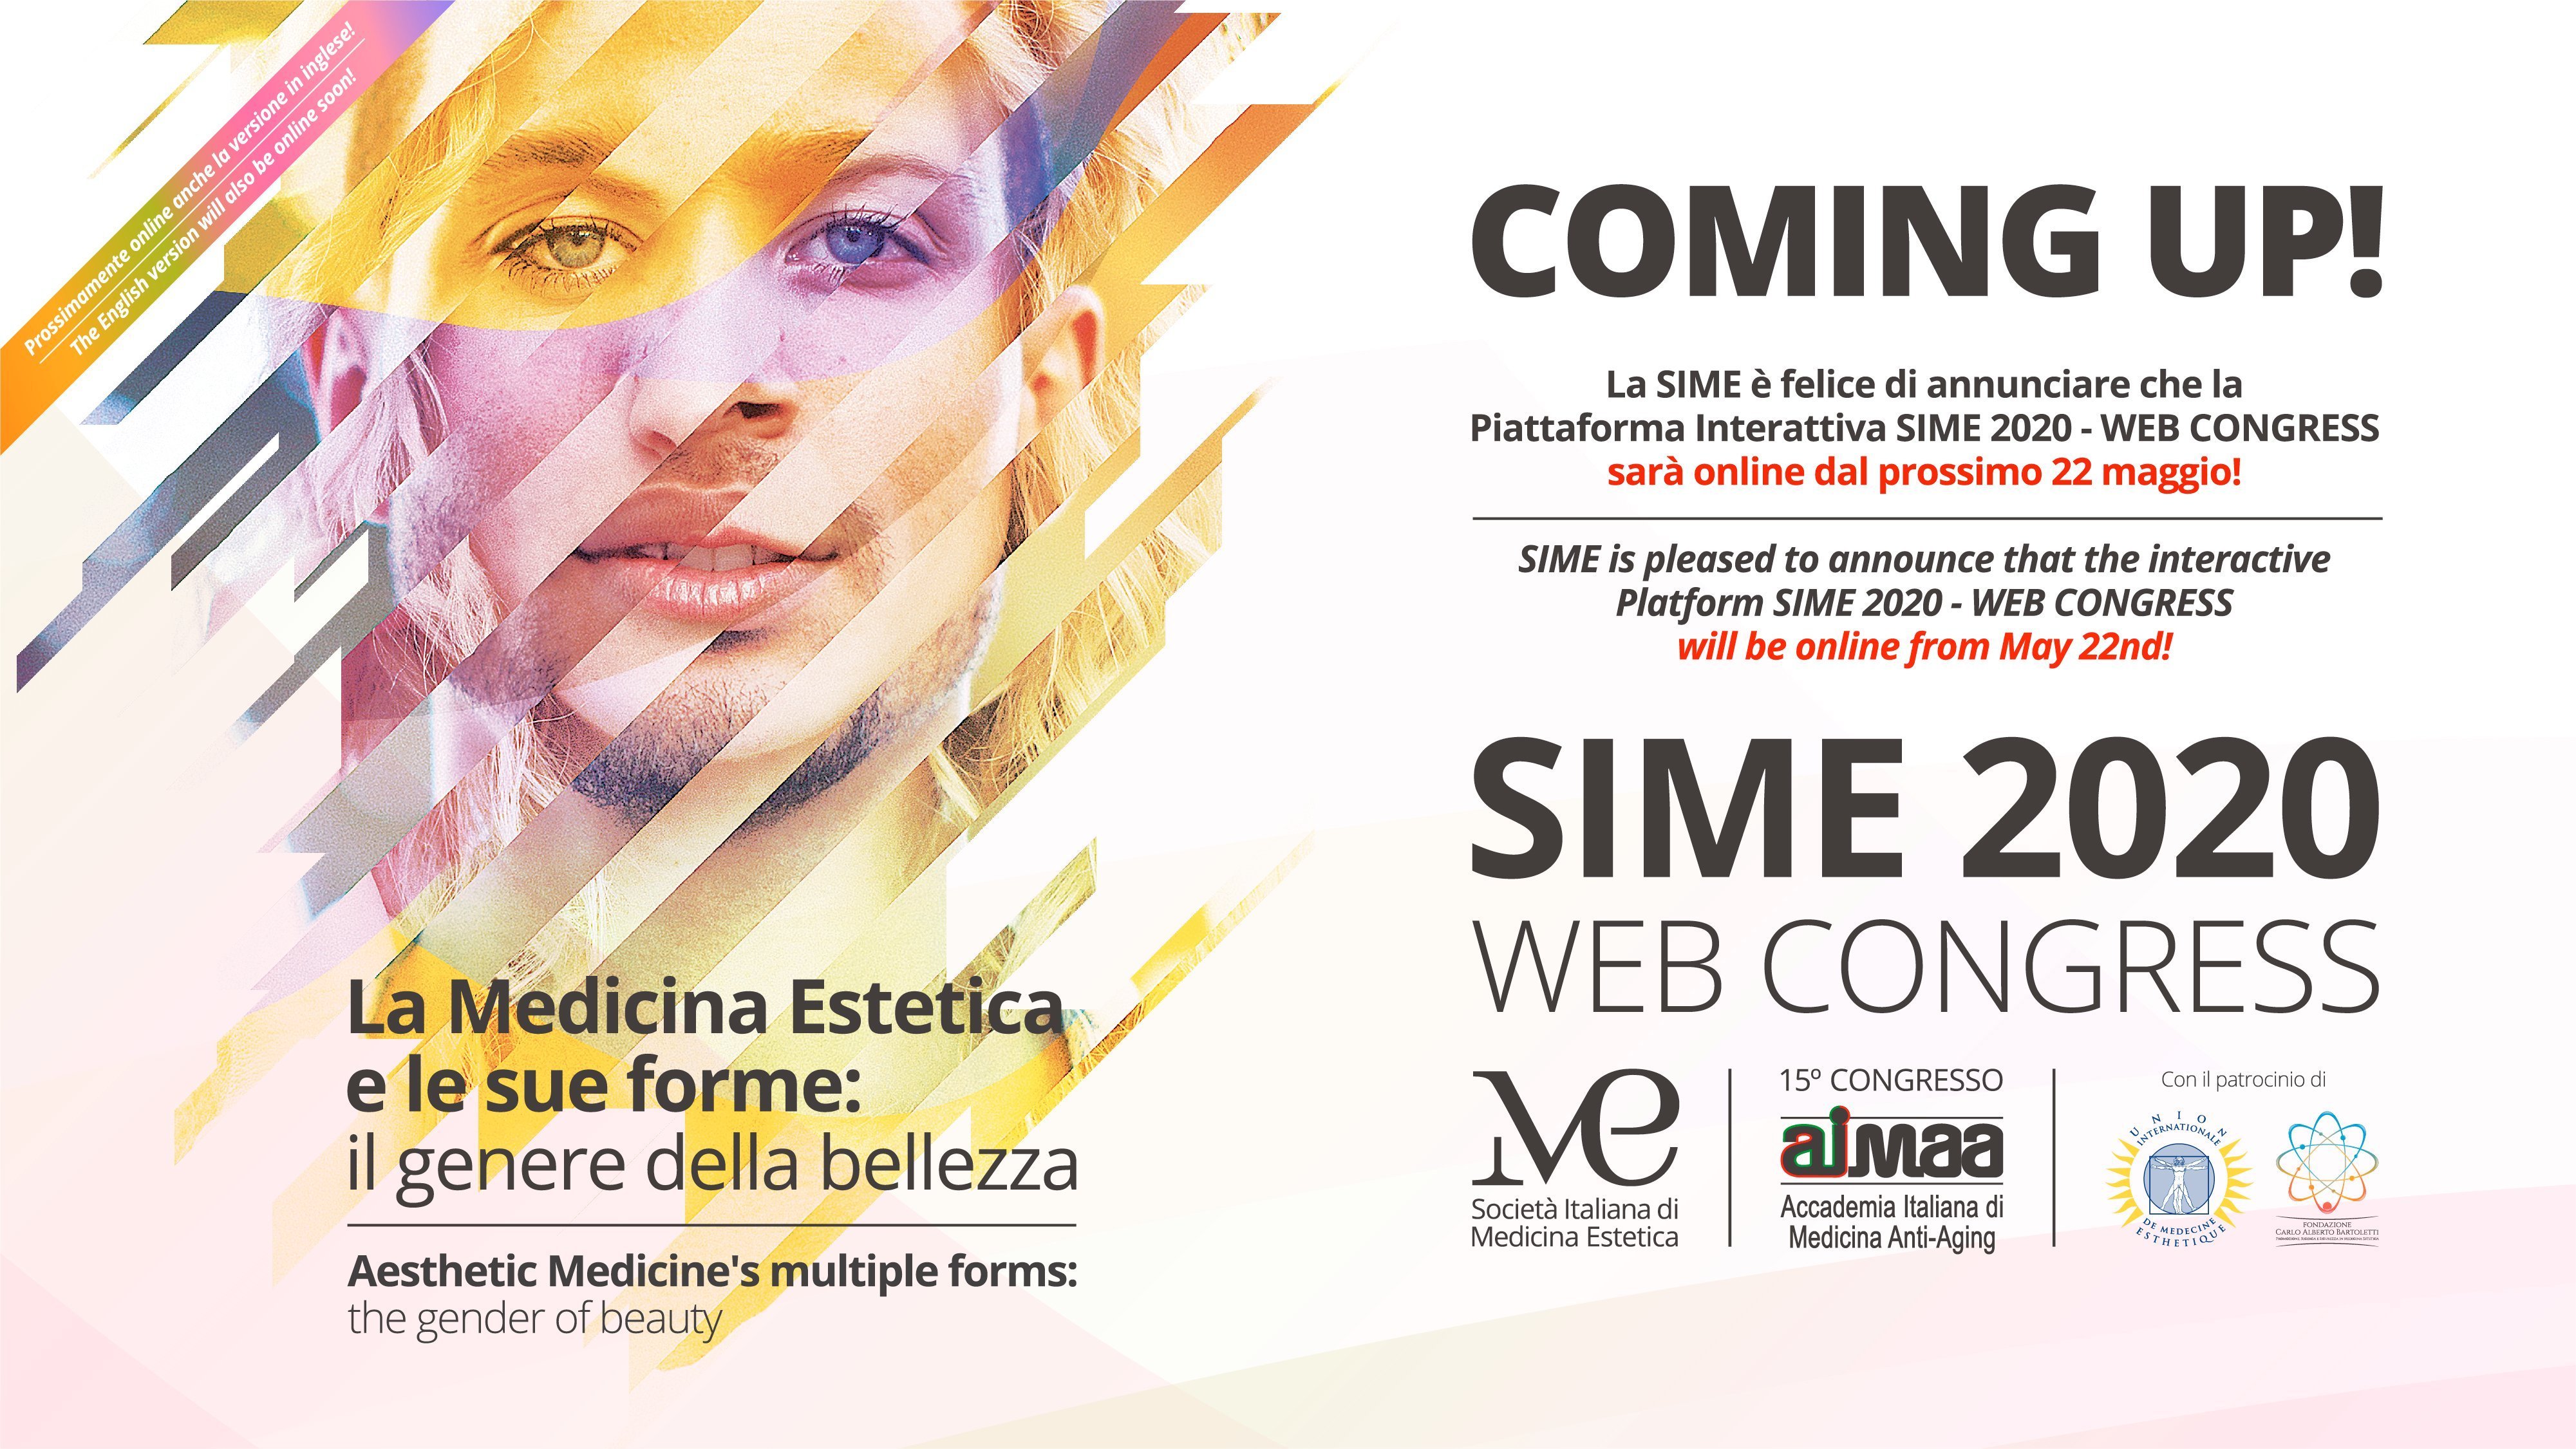 Prossimamente online anche la versione in inglese!
The English version will also be online soon!
COMING UP!
La SIME è felice di annunciare che la
Piattaforma Interattiva SIME 2020 - WEB CONGRESS
sarà online dal prossimo 22 maggio!
SIME is pleased to announce that the interactive
Platform SIME 2020 - WEB CONGRESS
will be online from May 22nd!
SIME 2020
WEB CONGRESS
La Medicina Estetica
e le sue forme:
il genere della bellezza
Aesthetic Medicine's multiple forms:
the gender of beauty
Me
Società Italiana di
Medicina Estetica
15º CONGRESSO
aimaa
Accademia Italiana di
Medicina Anti-Aging
Con il patrocinio di
UNION
INTERNATIONALE
DE MEDECINE
ESTHETIQUE
FONDAZIONE
CARLO ALBERTO BARTOLETTI